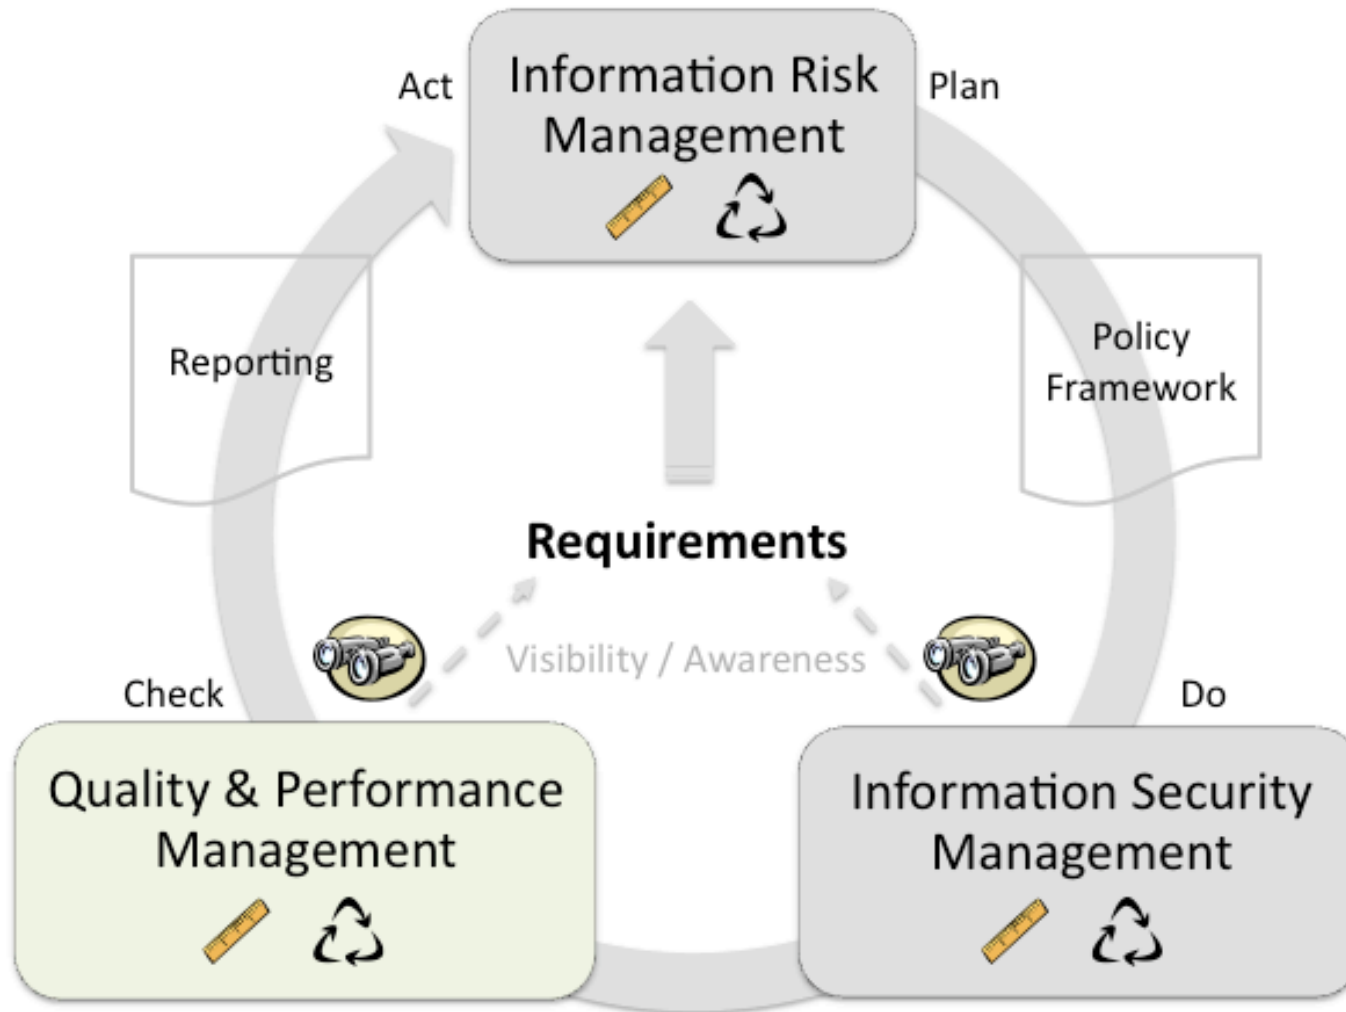 Act
Information Risk
Management
Plan
Reporting
Policy
Framework
Requirements
Visibility / Awareness
Check
Do
Quality & Performance
Management
Information Security
Management